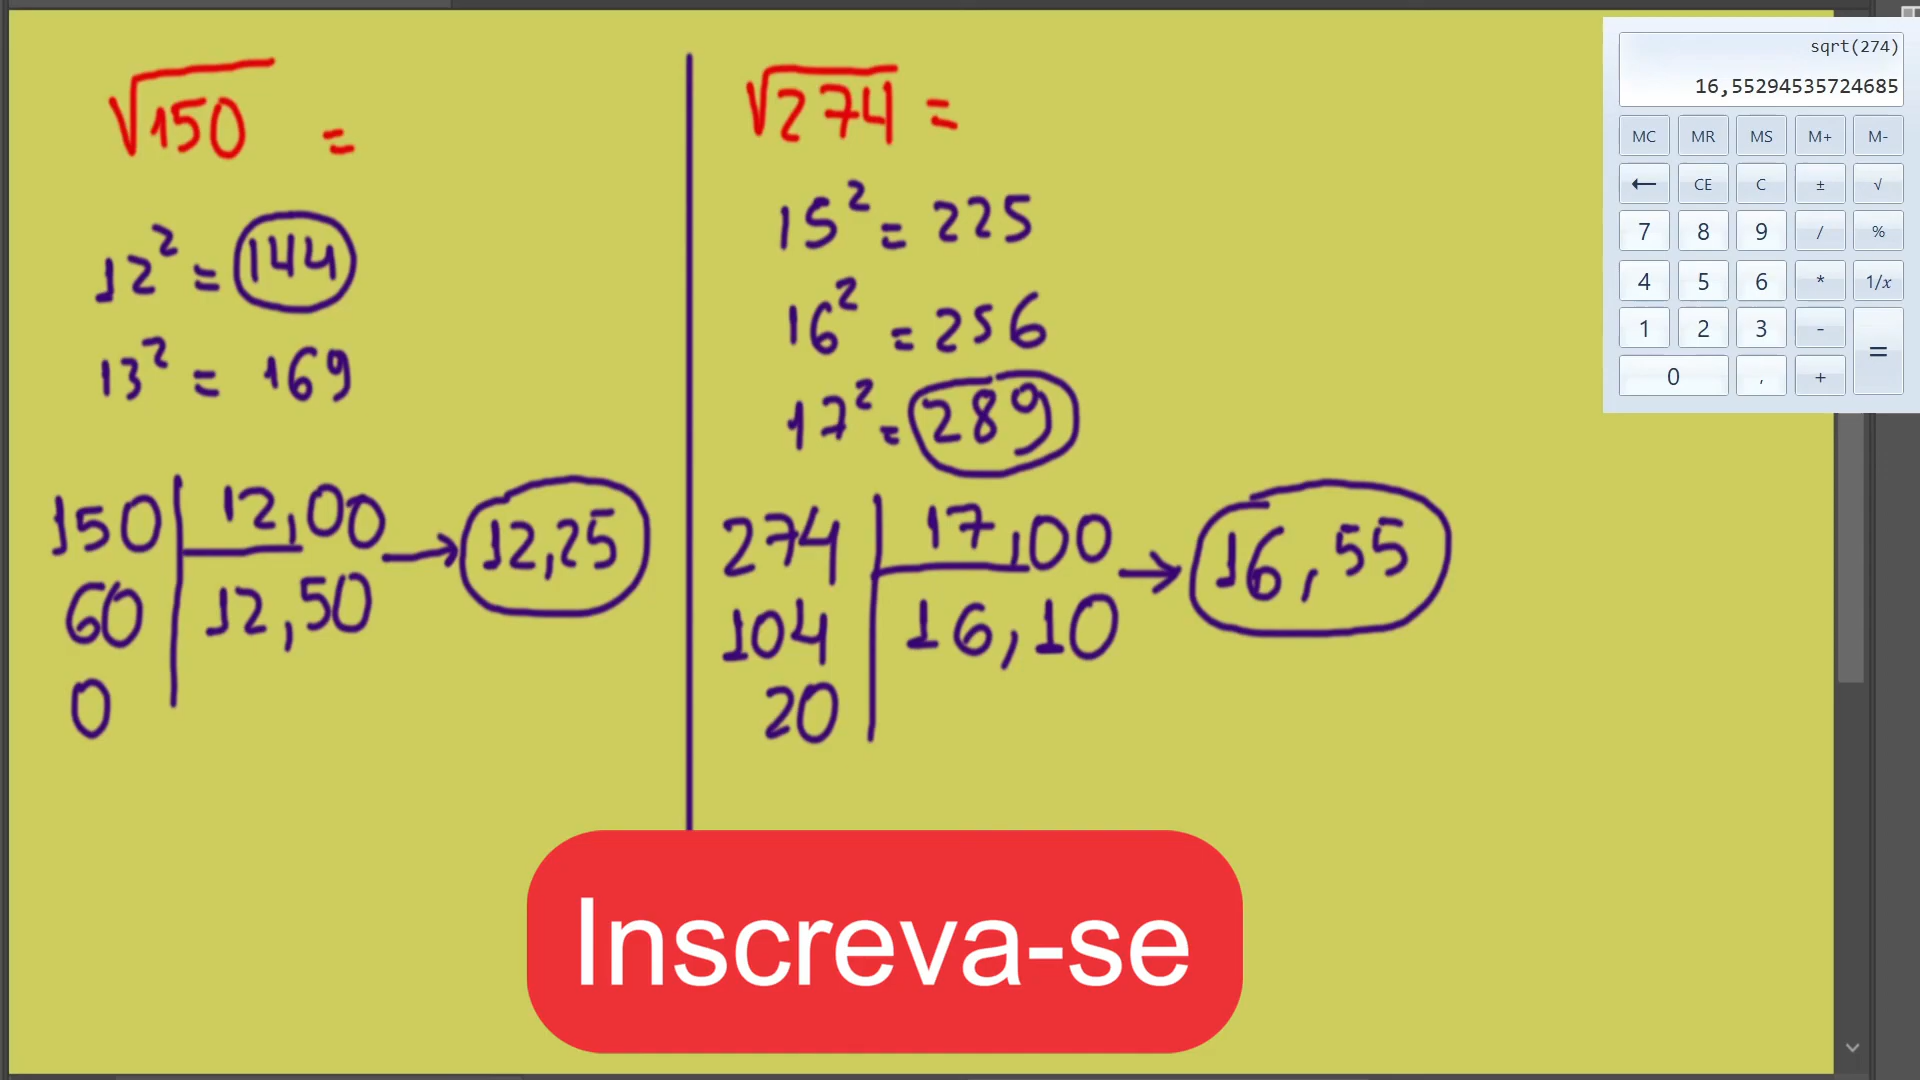 √150 =
12² = 144
13² = 169
150 | 12,00 → 12,25
60 | 12,50
0
√274 =
15² = 225
16² = 256
17² = 289
274 | 17,00 → 16,55
104 | 16,10
20
Inscreva-se
sqrt(274)
16,55294535724685
MC MR MS M+ M-
← CE C ± √
7 8 9 / %
4 5 6 * 1/x
1 2 3 - =
0 , +